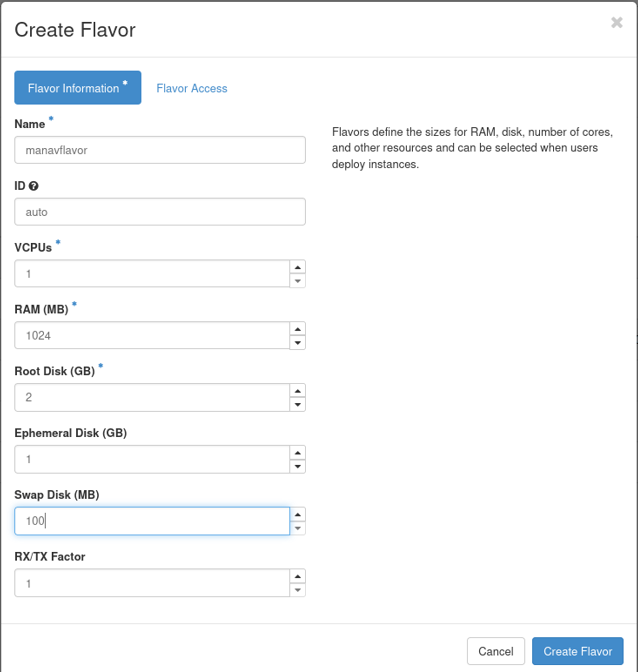 Create Flavor
×
Flavor Information *
Flavor Access
Name *
manavflavor
Flavors define the sizes for RAM, disk, number of cores,
and other resources and can be selected when users
deploy instances.
ID ?
auto
VCPUs *
1
RAM (MB) *
1024
Root Disk (GB) *
2
Ephemeral Disk (GB)
1
Swap Disk (MB)
100
RX/TX Factor
1
Cancel
Create Flavor